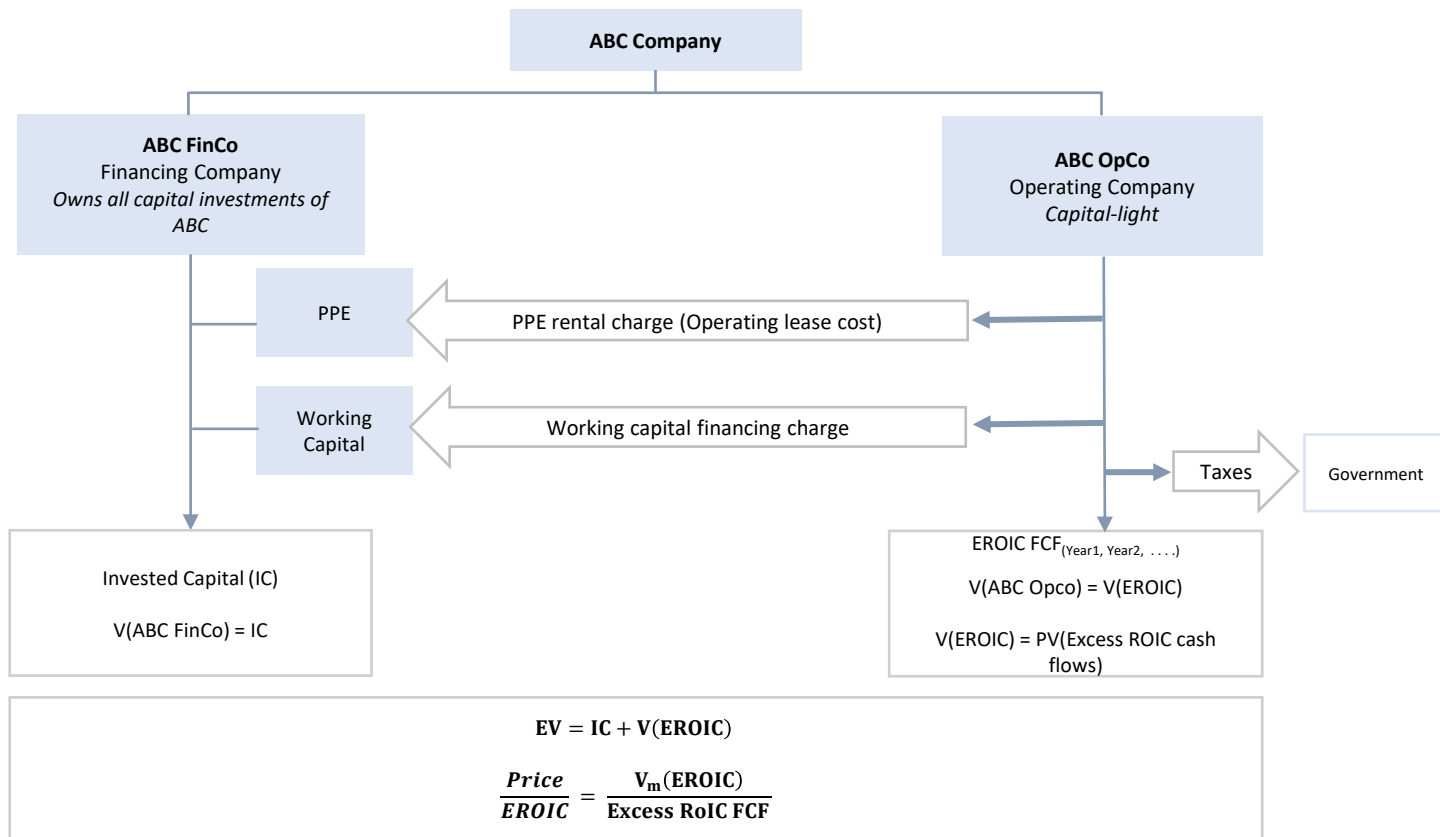 ABC Company
ABC FinCo
Financing Company
Owns all capital investments of
ABC
ABC OpCo
Operating Company
Capital-light
PPE
PPE rental charge (Operating lease cost)
Working
Capital
Working capital financing charge
Taxes
Government
Invested Capital (IC)
V(ABC FinCo) = IC
EROIC FCF(Year1, Year2, . . . .)
V(ABC Opco) = V(EROIC)
V(EROIC) = PV(Excess ROIC cash
flows)
EV = IC + V(EROIC)
Price/EROIC = Vm(EROIC)/Excess RoIC FCF